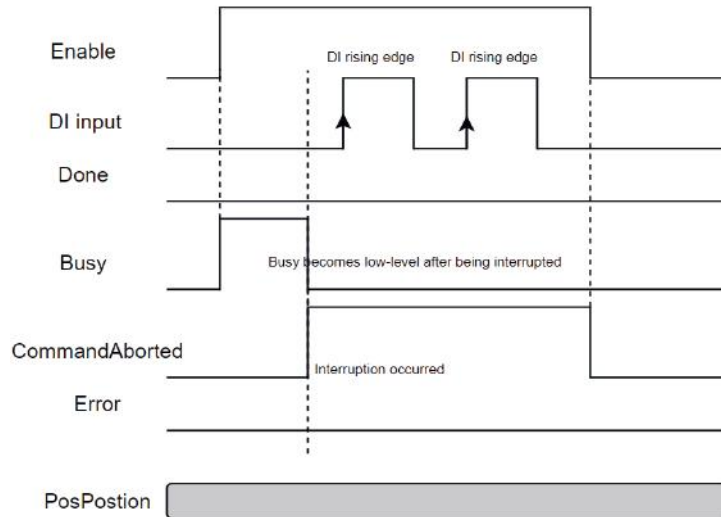 Enable
DI rising edge
DI rising edge
DI input
Done
Busy
Busy becomes low-level after being interrupted
CommandAborted
Interruption occurred
Error
PosPostion